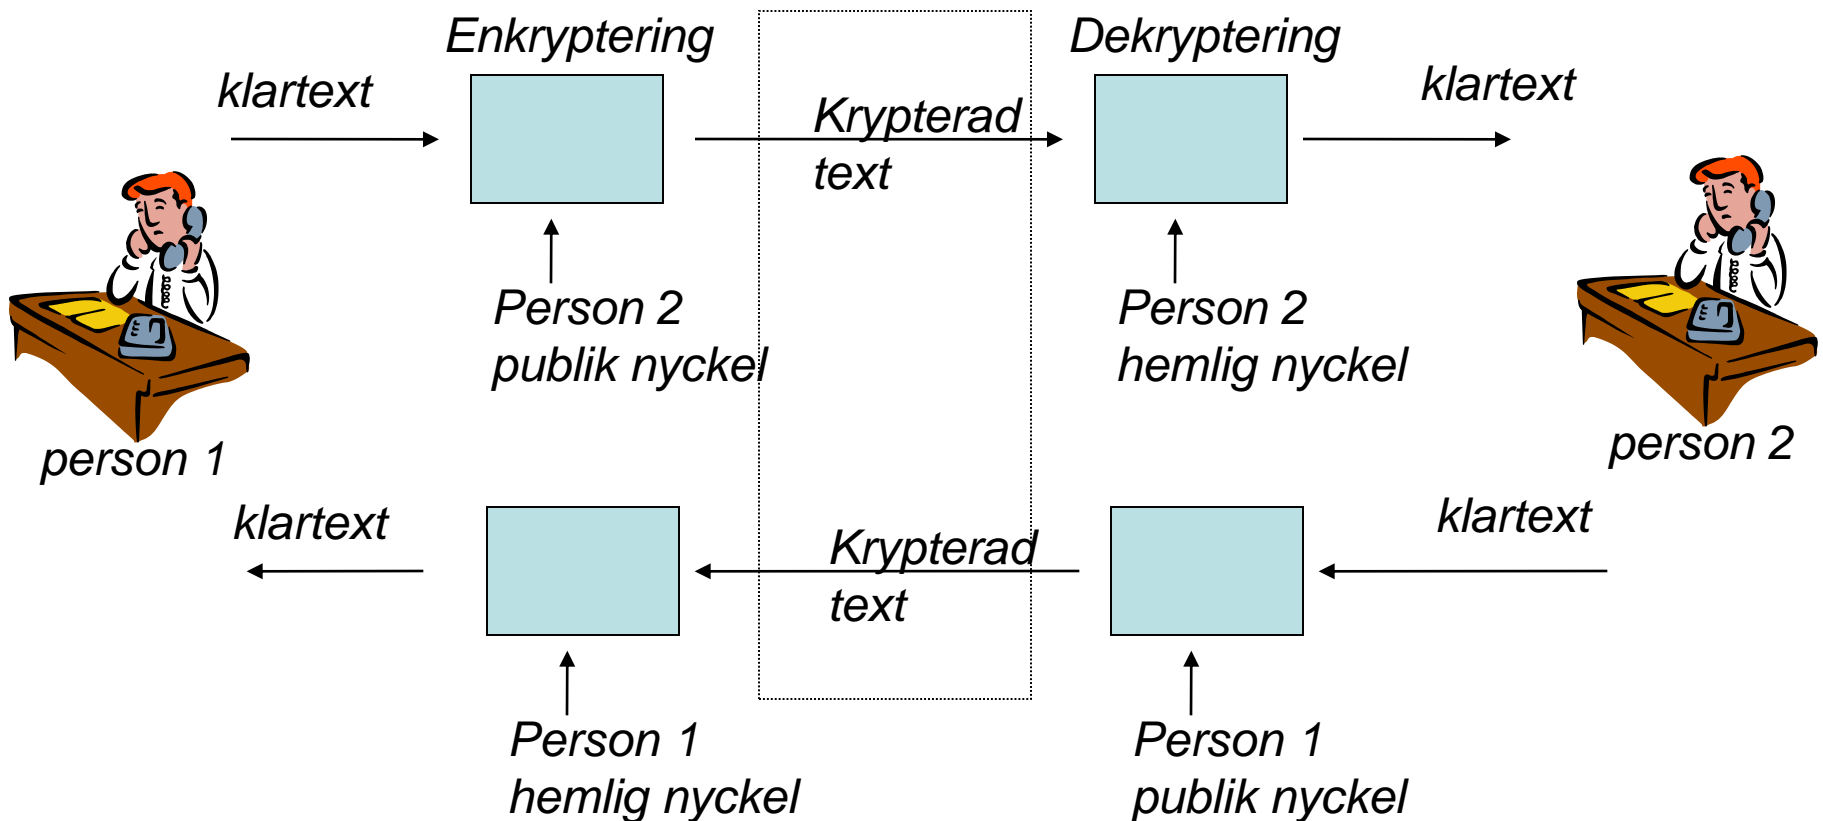 Enkryptering
Dekryptering
klartext
Krypterad
text
klartext
Person 2
publik nyckel
Person 2
hemlig nyckel
person 1
person 2
klartext
Krypterad
text
klartext
Person 1
hemlig nyckel
Person 1
publik nyckel